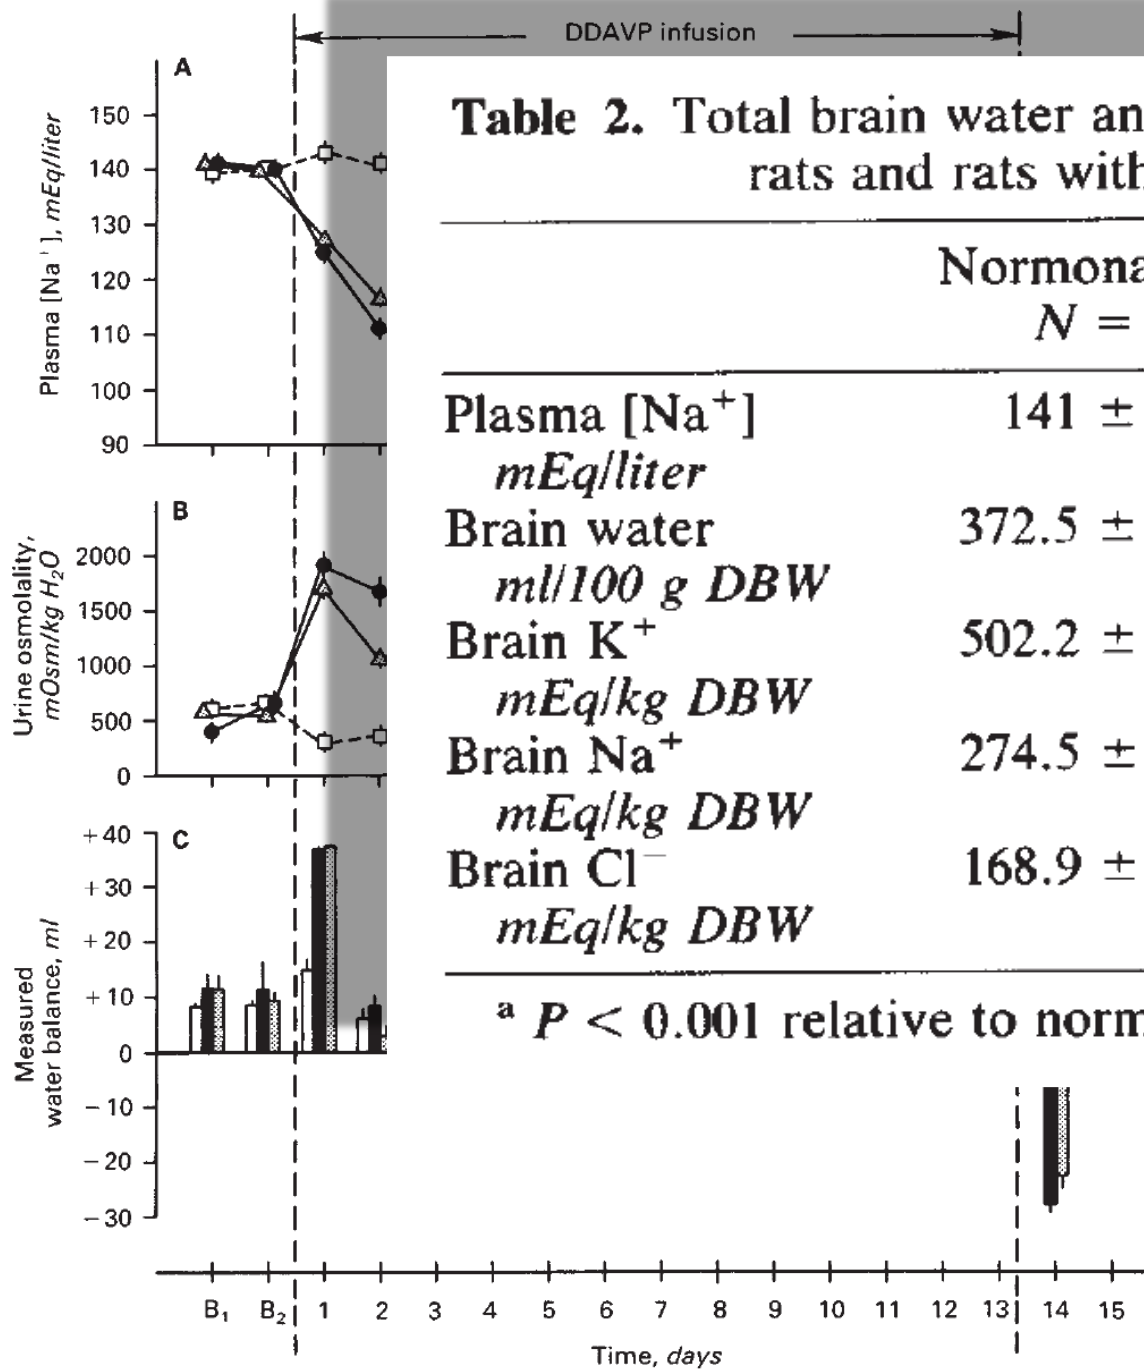 DDAVP infusion
A
Plasma [Na⁺], mEq/liter
150
140
130
120
110
100
90
B
Urine osmolality,
mOsm/kg H₂O
2000
1500
1000
500
0
C
Measured
water balance, ml
+40
+30
+20
+10
0
−10
−20
−30
B₁ B₂ 1 2 3 4 5 6 7 8 9 10 11 12 13 14 15
Time, days
Table 2. Total brain water an
rats and rats with
Normona
N =
Plasma [Na⁺] 141 ±
mEq/liter
Brain water 372.5 ±
ml/100 g DBW
Brain K⁺ 502.2 ±
mEq/kg DBW
Brain Na⁺ 274.5 ±
mEq/kg DBW
Brain Cl⁻ 168.9 ±
mEq/kg DBW
ᵃ P < 0.001 relative to norm